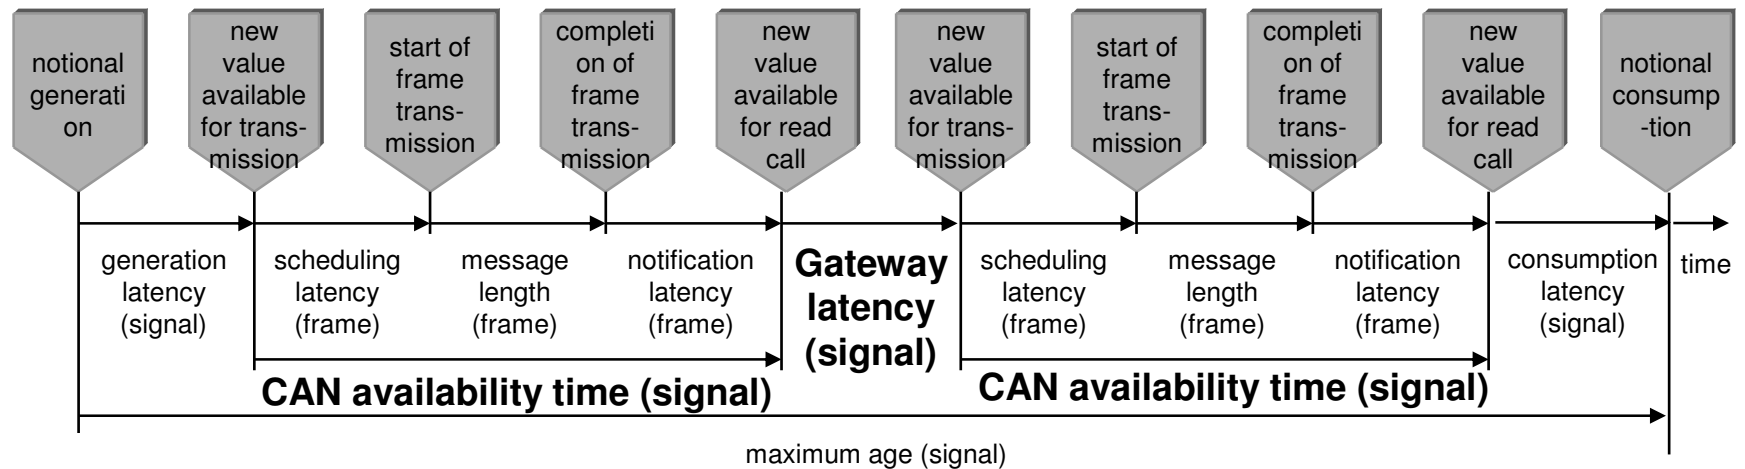 notional
generati
on
new
value
available
for trans-
mission
start of
frame
trans-
mission
completi
on of
frame
trans-
mission
new
value
available
for read
call
new
value
available
for trans-
mission
start of
frame
trans-
mission
completi
on of
frame
trans-
mission
new
value
available
for read
call
notional
consump
-tion
generation
latency
(signal)
scheduling
latency
(frame)
message
length
(frame)
notification
latency
(frame)
Gateway
latency
(signal)
scheduling
latency
(frame)
message
length
(frame)
notification
latency
(frame)
consumption
latency
(signal)
time
CAN availability time (signal)
CAN availability time (signal)
maximum age (signal)